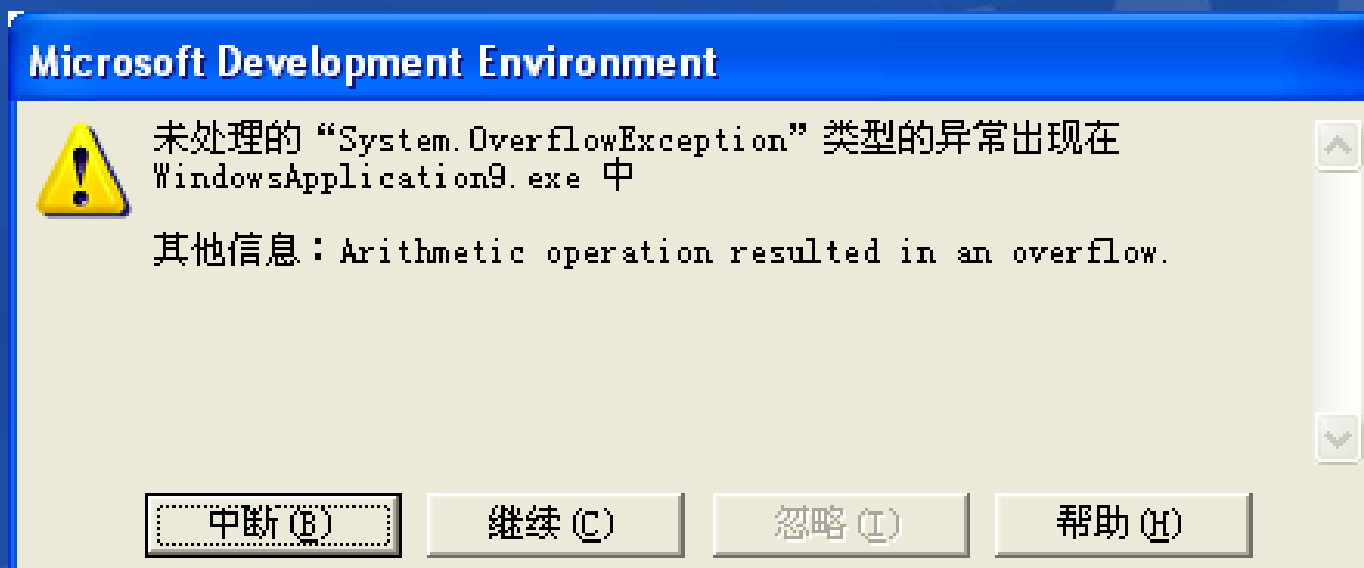 Microsoft Development Environment
未处理的“System.OverflowException”类型的异常出现在
WindowsApplication9.exe 中
其他信息：Arithmetic operation resulted in an overflow.
中断(B) 继续(C) 忽略(I) 帮助(H)